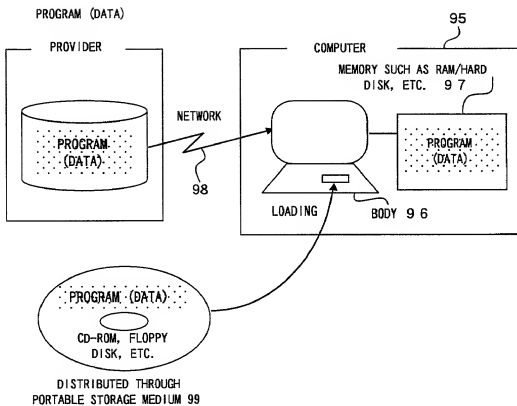 PROGRAM (DATA)
PROVIDER
PROGRAM
(DATA)
NETWORK
98
95
COMPUTER
MEMORY SUCH AS RAM/HARD
DISK, ETC. 97
PROGRAM
(DATA)
LOADING
BODY 96
PROGRAM (DATA)
CD-ROM, FLOPPY
DISK, ETC.
DISTRIBUTED THROUGH
PORTABLE STORAGE MEDIUM 99